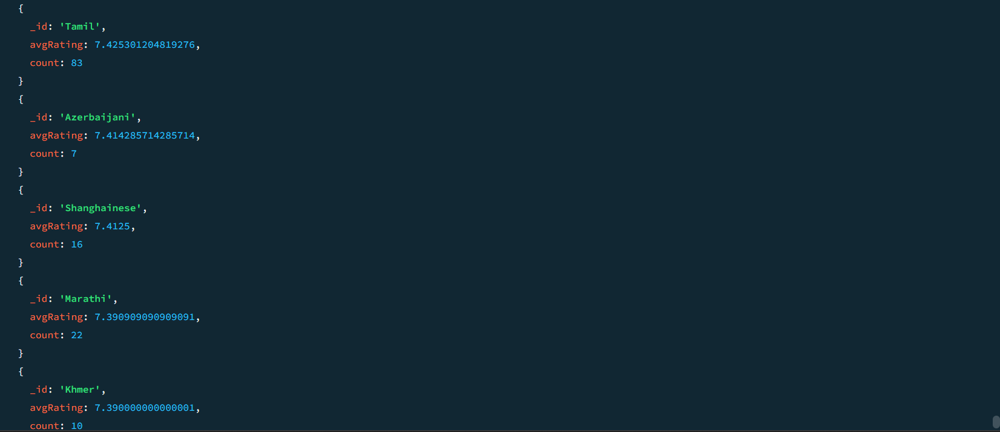 {
_id: 'Tamil',
avgRating: 7.425301204819276,
count: 83
}
{
_id: 'Azerbaijani',
avgRating: 7.414285714285714,
count: 7
}
{
_id: 'Shanghainese',
avgRating: 7.4125,
count: 16
}
{
_id: 'Marathi',
avgRating: 7.390909090909091,
count: 22
}
{
_id: 'Khmer',
avgRating: 7.390000000000001,
count: 10